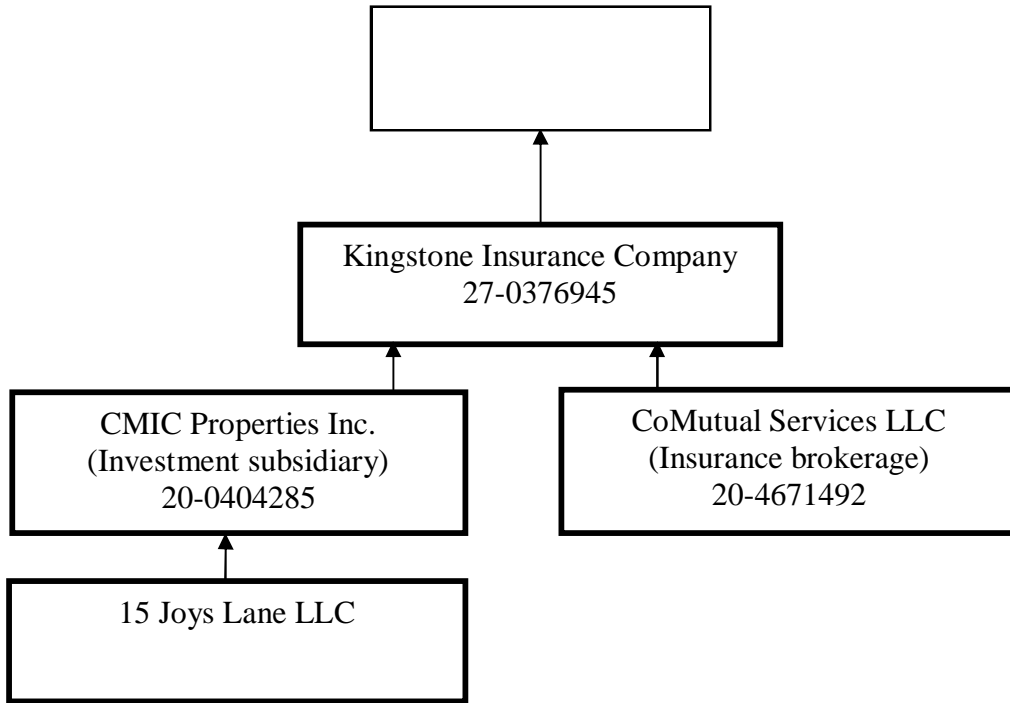 Kingstone Insurance Company
27-0376945
CMIC Properties Inc.
(Investment subsidiary)
20-0404285
CoMutual Services LLC
(Insurance brokerage)
20-4671492
15 Joys Lane LLC